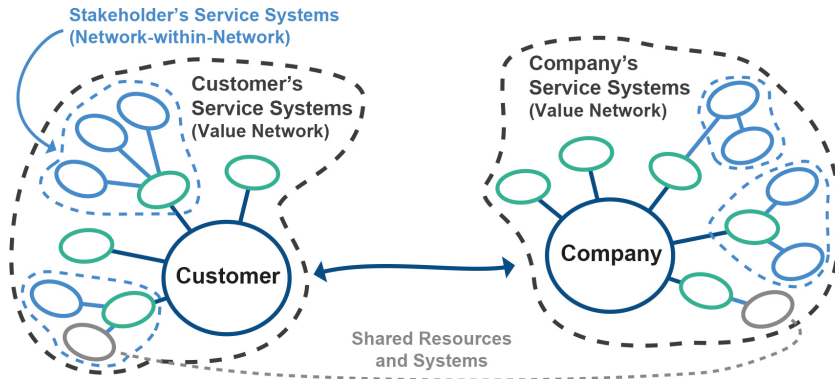 Stakeholder's Service Systems
(Network-within-Network)
Customer's
Service Systems
(Value Network)
Company's
Service Systems
(Value Network)
Customer
Company
Shared Resources
and Systems